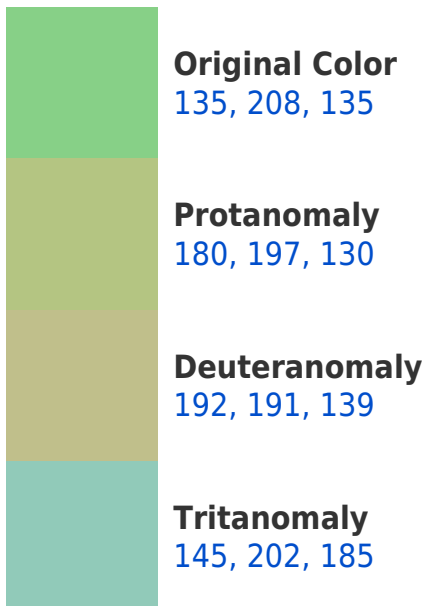 Original Color
135, 208, 135
Protanomaly
180, 197, 130
Deuteranomaly
192, 191, 139
Tritanomaly
145, 202, 185